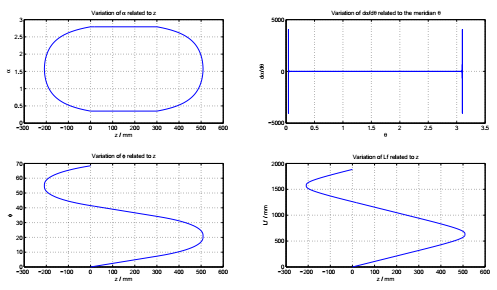 Variation of α related to z
3
2.5
2
1.5
1
0.5
0
α
-300 -200 -100 0 100 200 300 400 500 600
z / mm
Variation of dα/dθ related to the meridian θ
5000
0
-5000
dα/dθ
0 0.5 1 1.5 2 2.5 3 3.5
θ
Variation of ϕ related to z
70
60
50
40
30
20
10
0
ϕ
-300 -200 -100 0 100 200 300 400 500 600
z / mm
Variation of Lf related to z
2000
1500
1000
500
0
Lf / mm
-300 -200 -100 0 100 200 300 400 500 600
z / mm